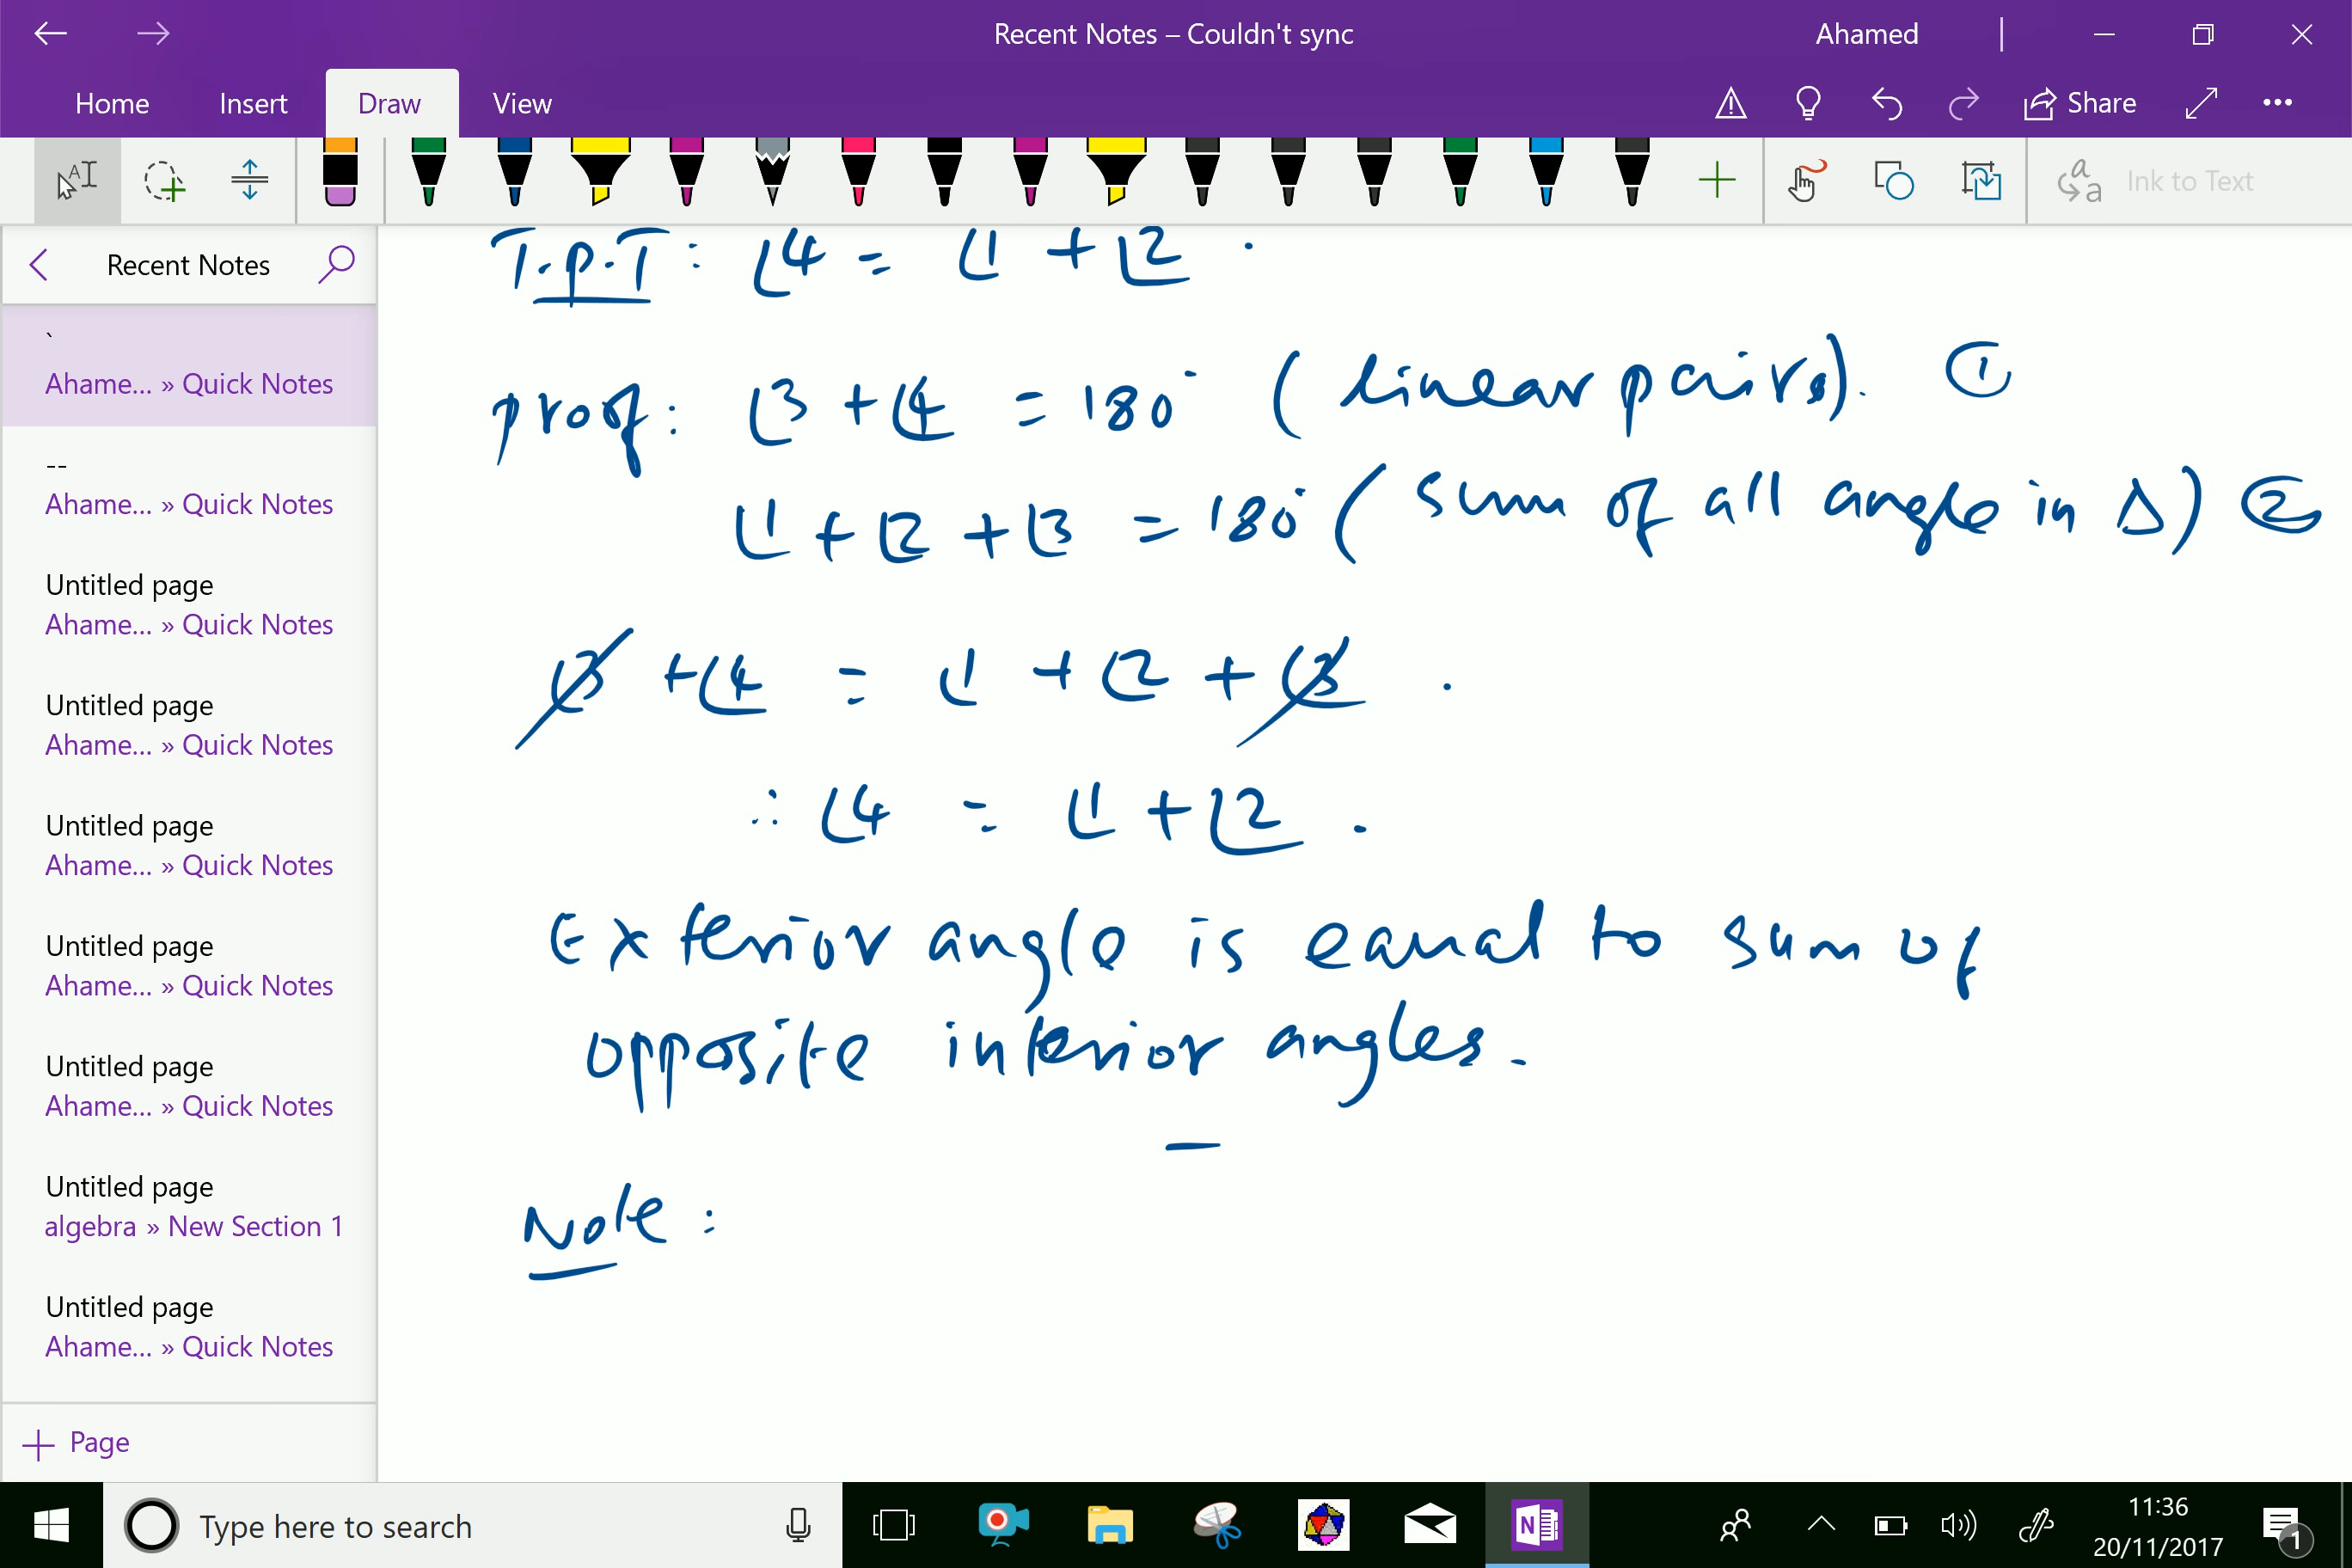 Recent Notes – Couldn't sync
Ahamed
Home Insert Draw View
Share
Ink to Text
Recent Notes
`
Ahame... » Quick Notes
--
Ahame... » Quick Notes
Untitled page
Ahame... » Quick Notes
Untitled page
Ahame... » Quick Notes
Untitled page
Ahame... » Quick Notes
Untitled page
Ahame... » Quick Notes
Untitled page
Ahame... » Quick Notes
Untitled page
algebra » New Section 1
Untitled page
Ahame... » Quick Notes
Page
T.P.T : ∠4 = ∠1 + ∠2 .
proof: ∠3 + ∠4 = 180° (linear pairs). ①
∠1 + ∠2 + ∠3 = 180° (sum of all angle in Δ) ②
∠3 + ∠4 = ∠1 + ∠2 + ∠3 .
∴ ∠4 = ∠1 + ∠2 .
Exterior angle is equal to sum of
opposite interior angles.
—
Note :
Type here to search
11:36
20/11/2017
1